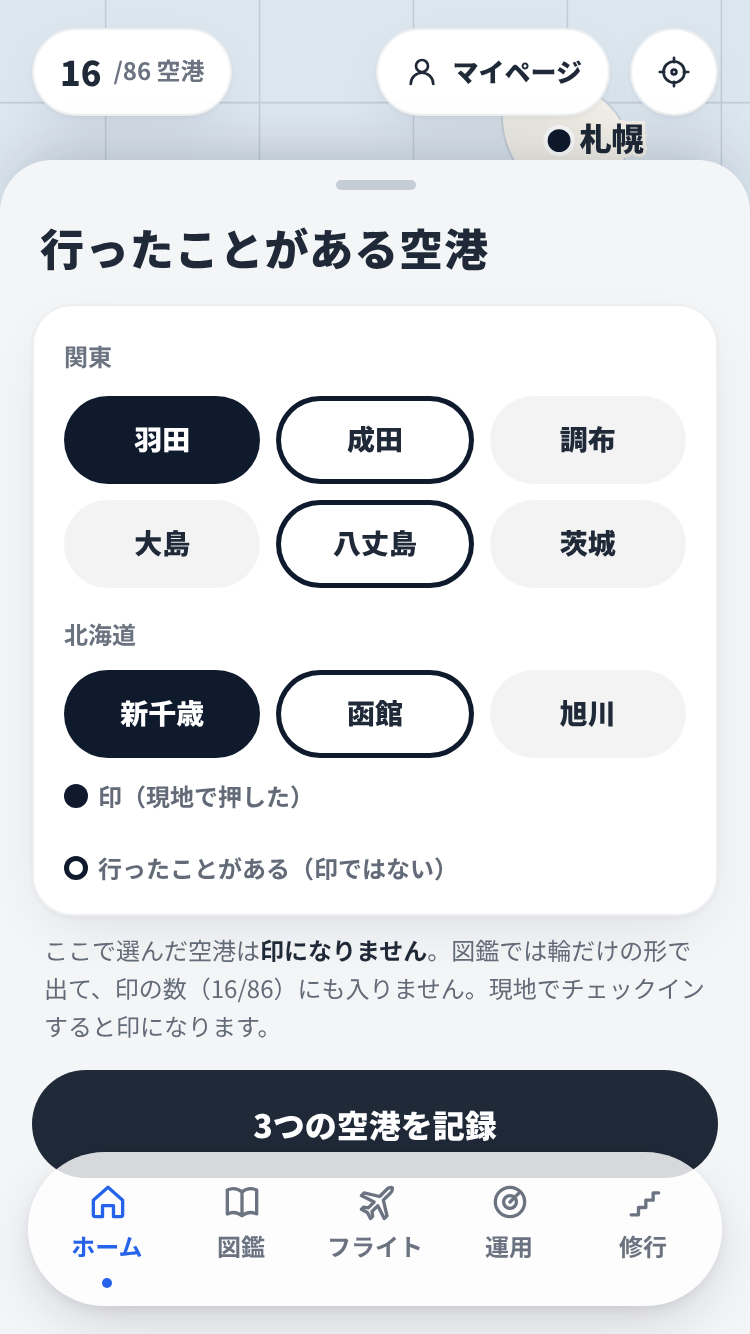 16 /86 空港
マイページ
札幌
行ったことがある空港
関東
羽田 成田 調布
大島 八丈島 茨城
北海道
新千歳 函館 旭川
印（現地で押した）
行ったことがある（印ではない）
ここで選んだ空港は印になりません。図鑑では輪だけの形で
出て、印の数（16/86）にも入りません。現地でチェックイン
すると印になります。
3つの空港を記録
ホーム 図鑑 フライト 運用 修行